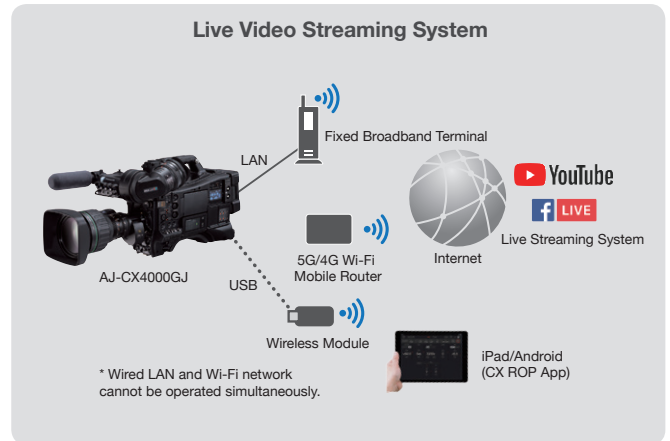 Live Video Streaming System
Fixed Broadband Terminal
LAN
YouTube
f LIVE
Live Streaming System
Internet
5G/4G Wi-Fi
Mobile Router
AJ-CX4000GJ
USB
Wireless Module
iPad/Android
(CX ROP App)
* Wired LAN and Wi-Fi network
cannot be operated simultaneously.